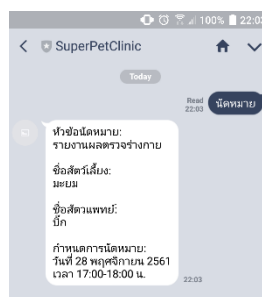 100% 22:03
SuperPetClinic
Today
Read
22:03
นัดหมาย
หัวข้อนัดหมาย:
รายงานผลตรวจร่างกาย
ชื่อสัตว์เลี้ยง:
มะยม
ชื่อสัตวแพทย์:
บิ๊ก
กำหนดการนัดหมาย:
วันที่ 28 พฤศจิกายน 2561
เวลา 17:00-18:00 น.
22:03